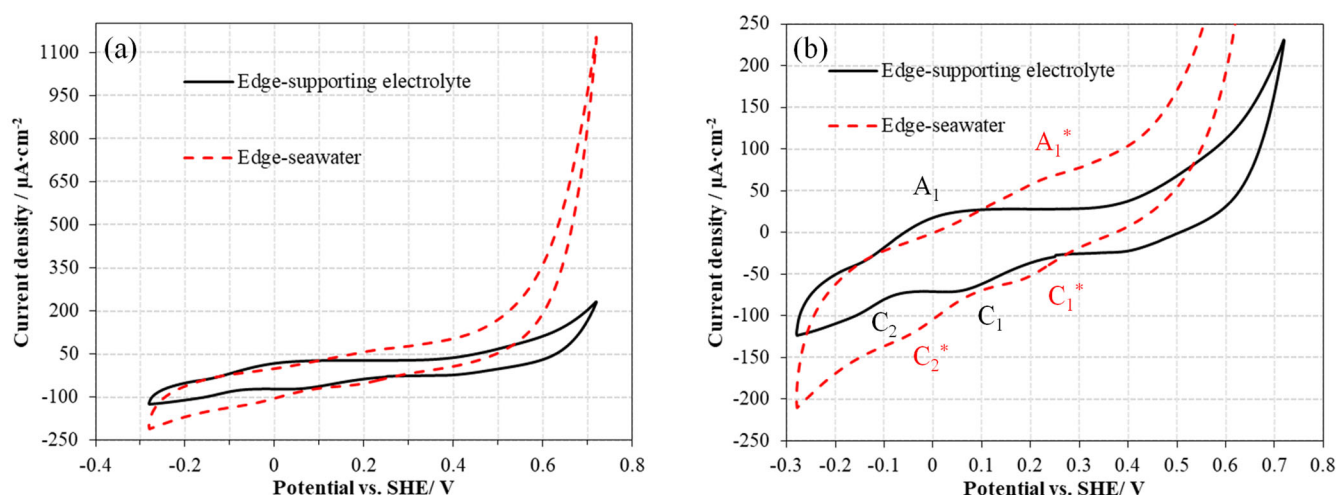 (a)
Edge-supporting electrolyte
Edge-seawater
1100
950
800
650
500
350
200
50
-100
-250
Current density / μA·cm⁻²
-0.4 -0.2 0 0.2 0.4 0.6 0.8
Potential vs. SHE/ V
(b)
Edge-supporting electrolyte
Edge-seawater
250
200
150
100
50
0
-50
-100
-150
-200
-250
Current density / μA·cm⁻²
A₁*
A₁
C₂
C₁
C₁*
C₂*
-0.3 -0.2 -0.1 0 0.1 0.2 0.3 0.4 0.5 0.6 0.7 0.8
Potential vs. SHE/ V